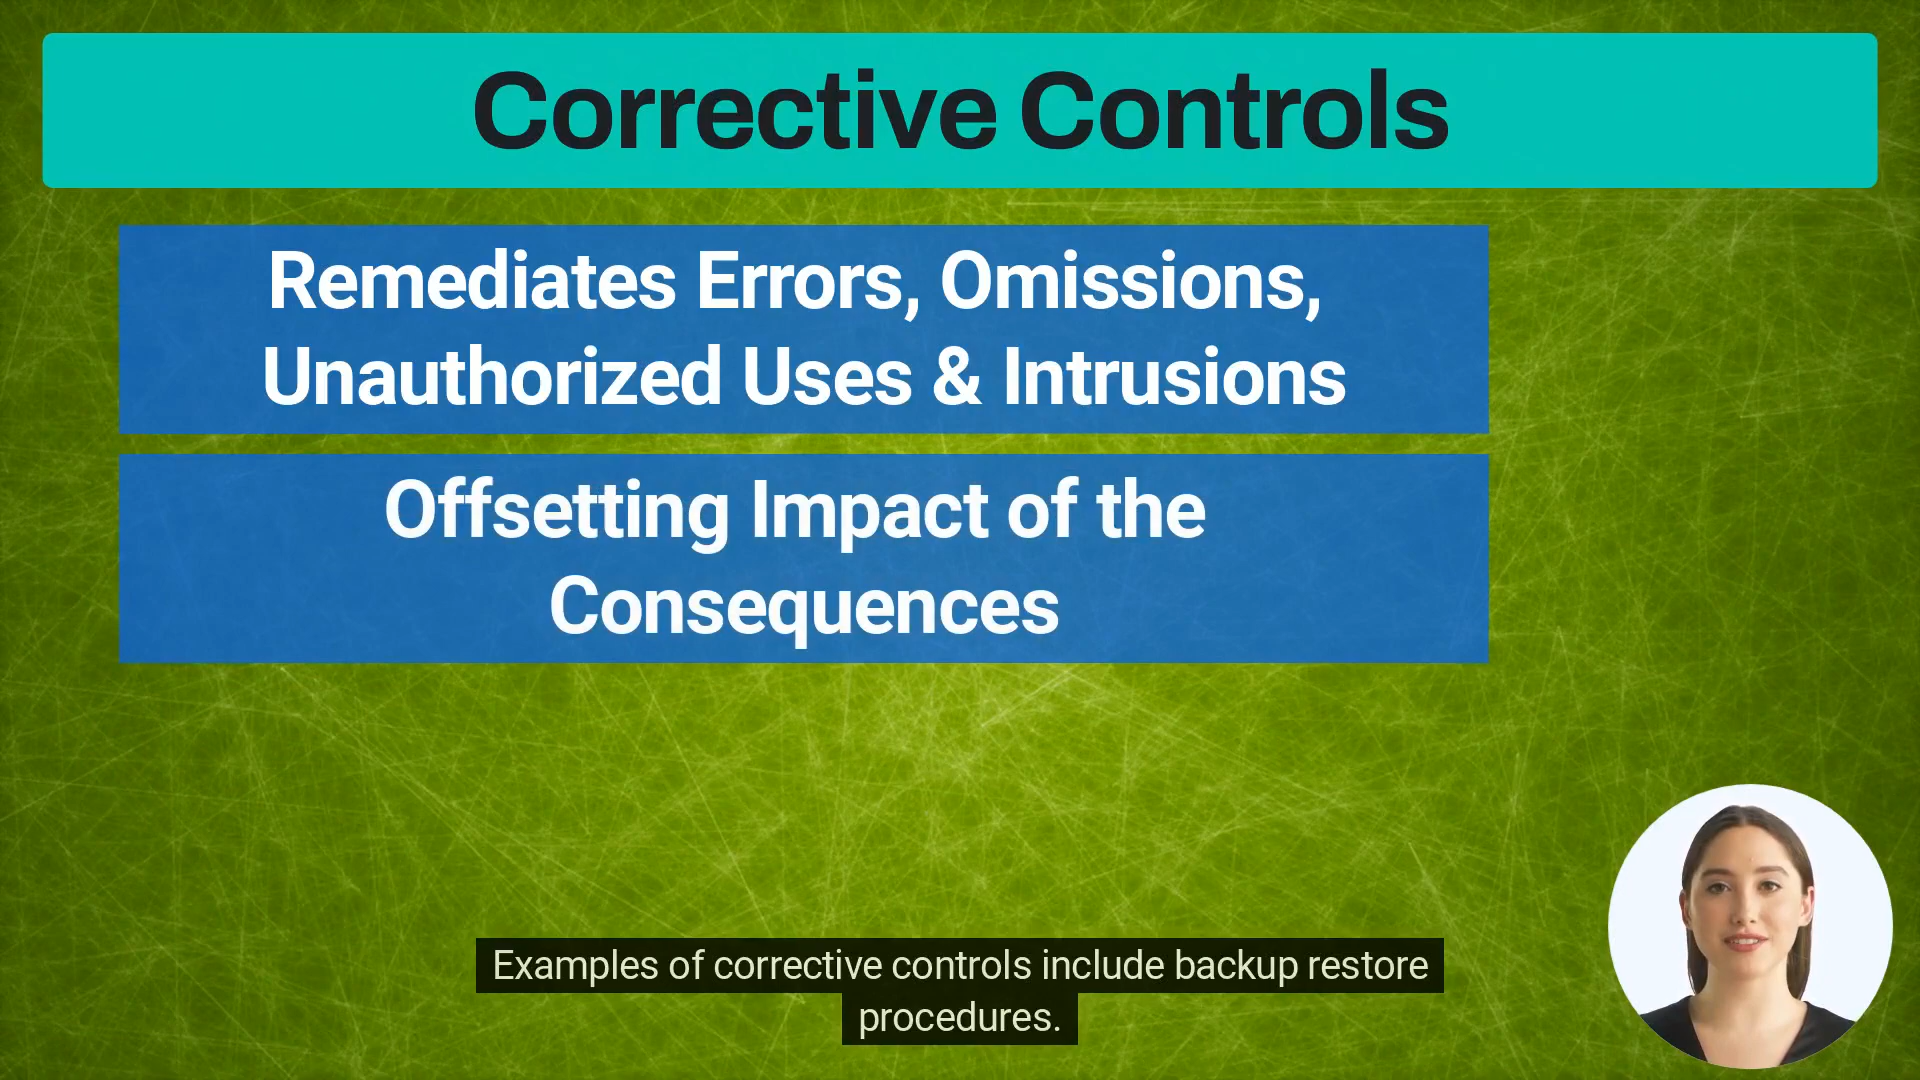 Corrective Controls
Remediates Errors, Omissions,
Unauthorized Uses & Intrusions
Offsetting Impact of the
Consequences
Examples of corrective controls include backup restore
procedures.